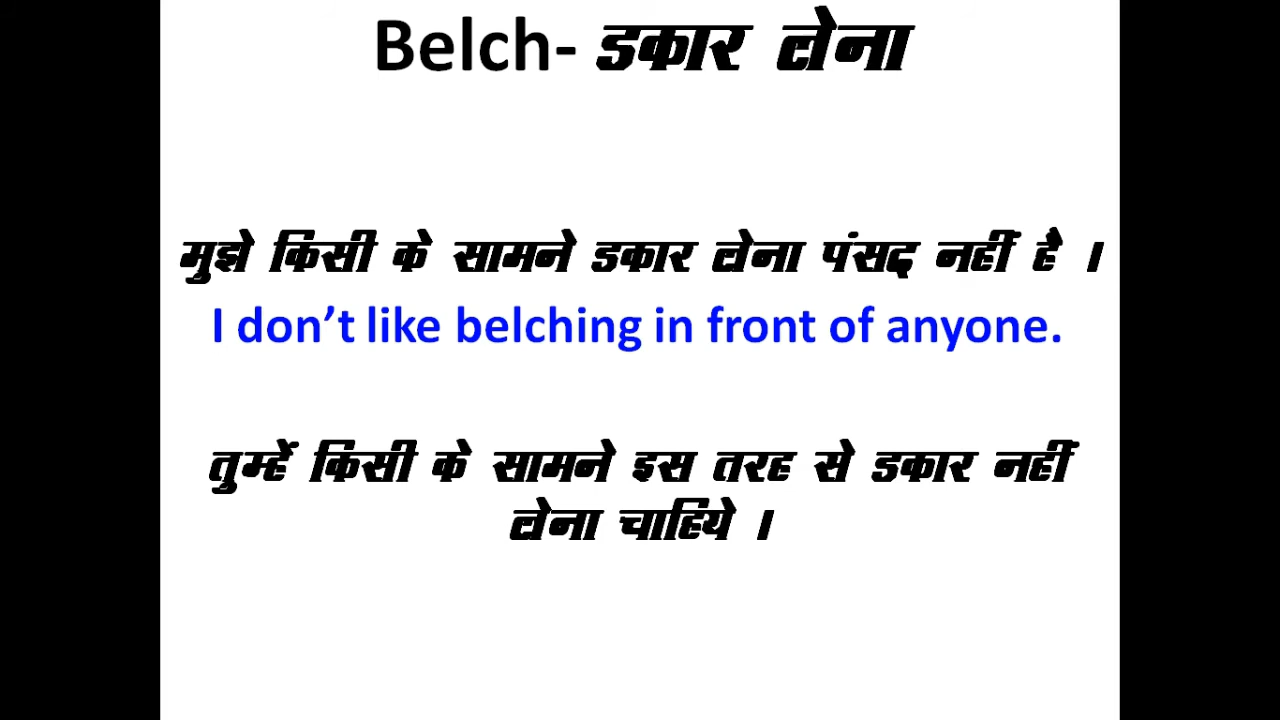 Belch- डकार लेना
मुझे किसी के सामने डकार लेना पंसद नहीं है ।
I don't like belching in front of anyone.
तुम्हें किसी के सामने इस तरह से डकार नहीं
लेना चाहिये ।